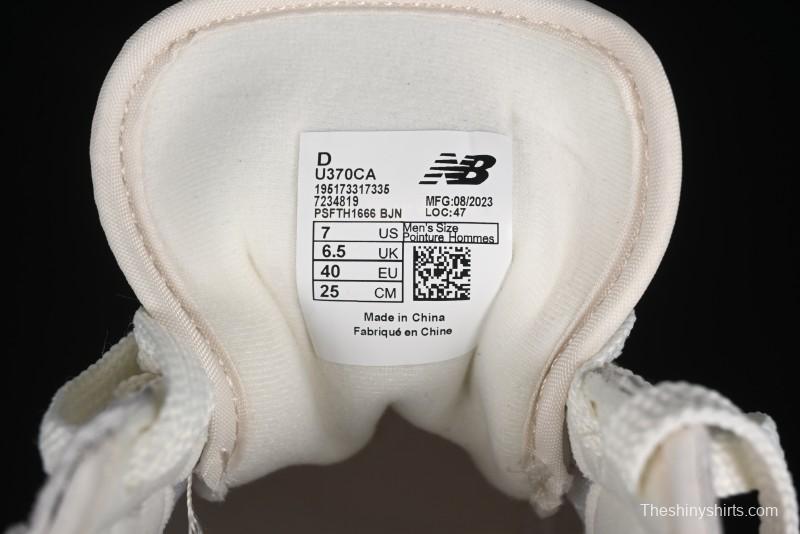 D
U370CA
195173317335
7234819
PSFTH1666 BJN
NB
MFG:08/2023
LOC:47
7 US
6.5 UK
40 EU
25 CM
Men's Size
Pointure Hommes
Made in China
Fabriqué en Chine
Theshinyshirts.com